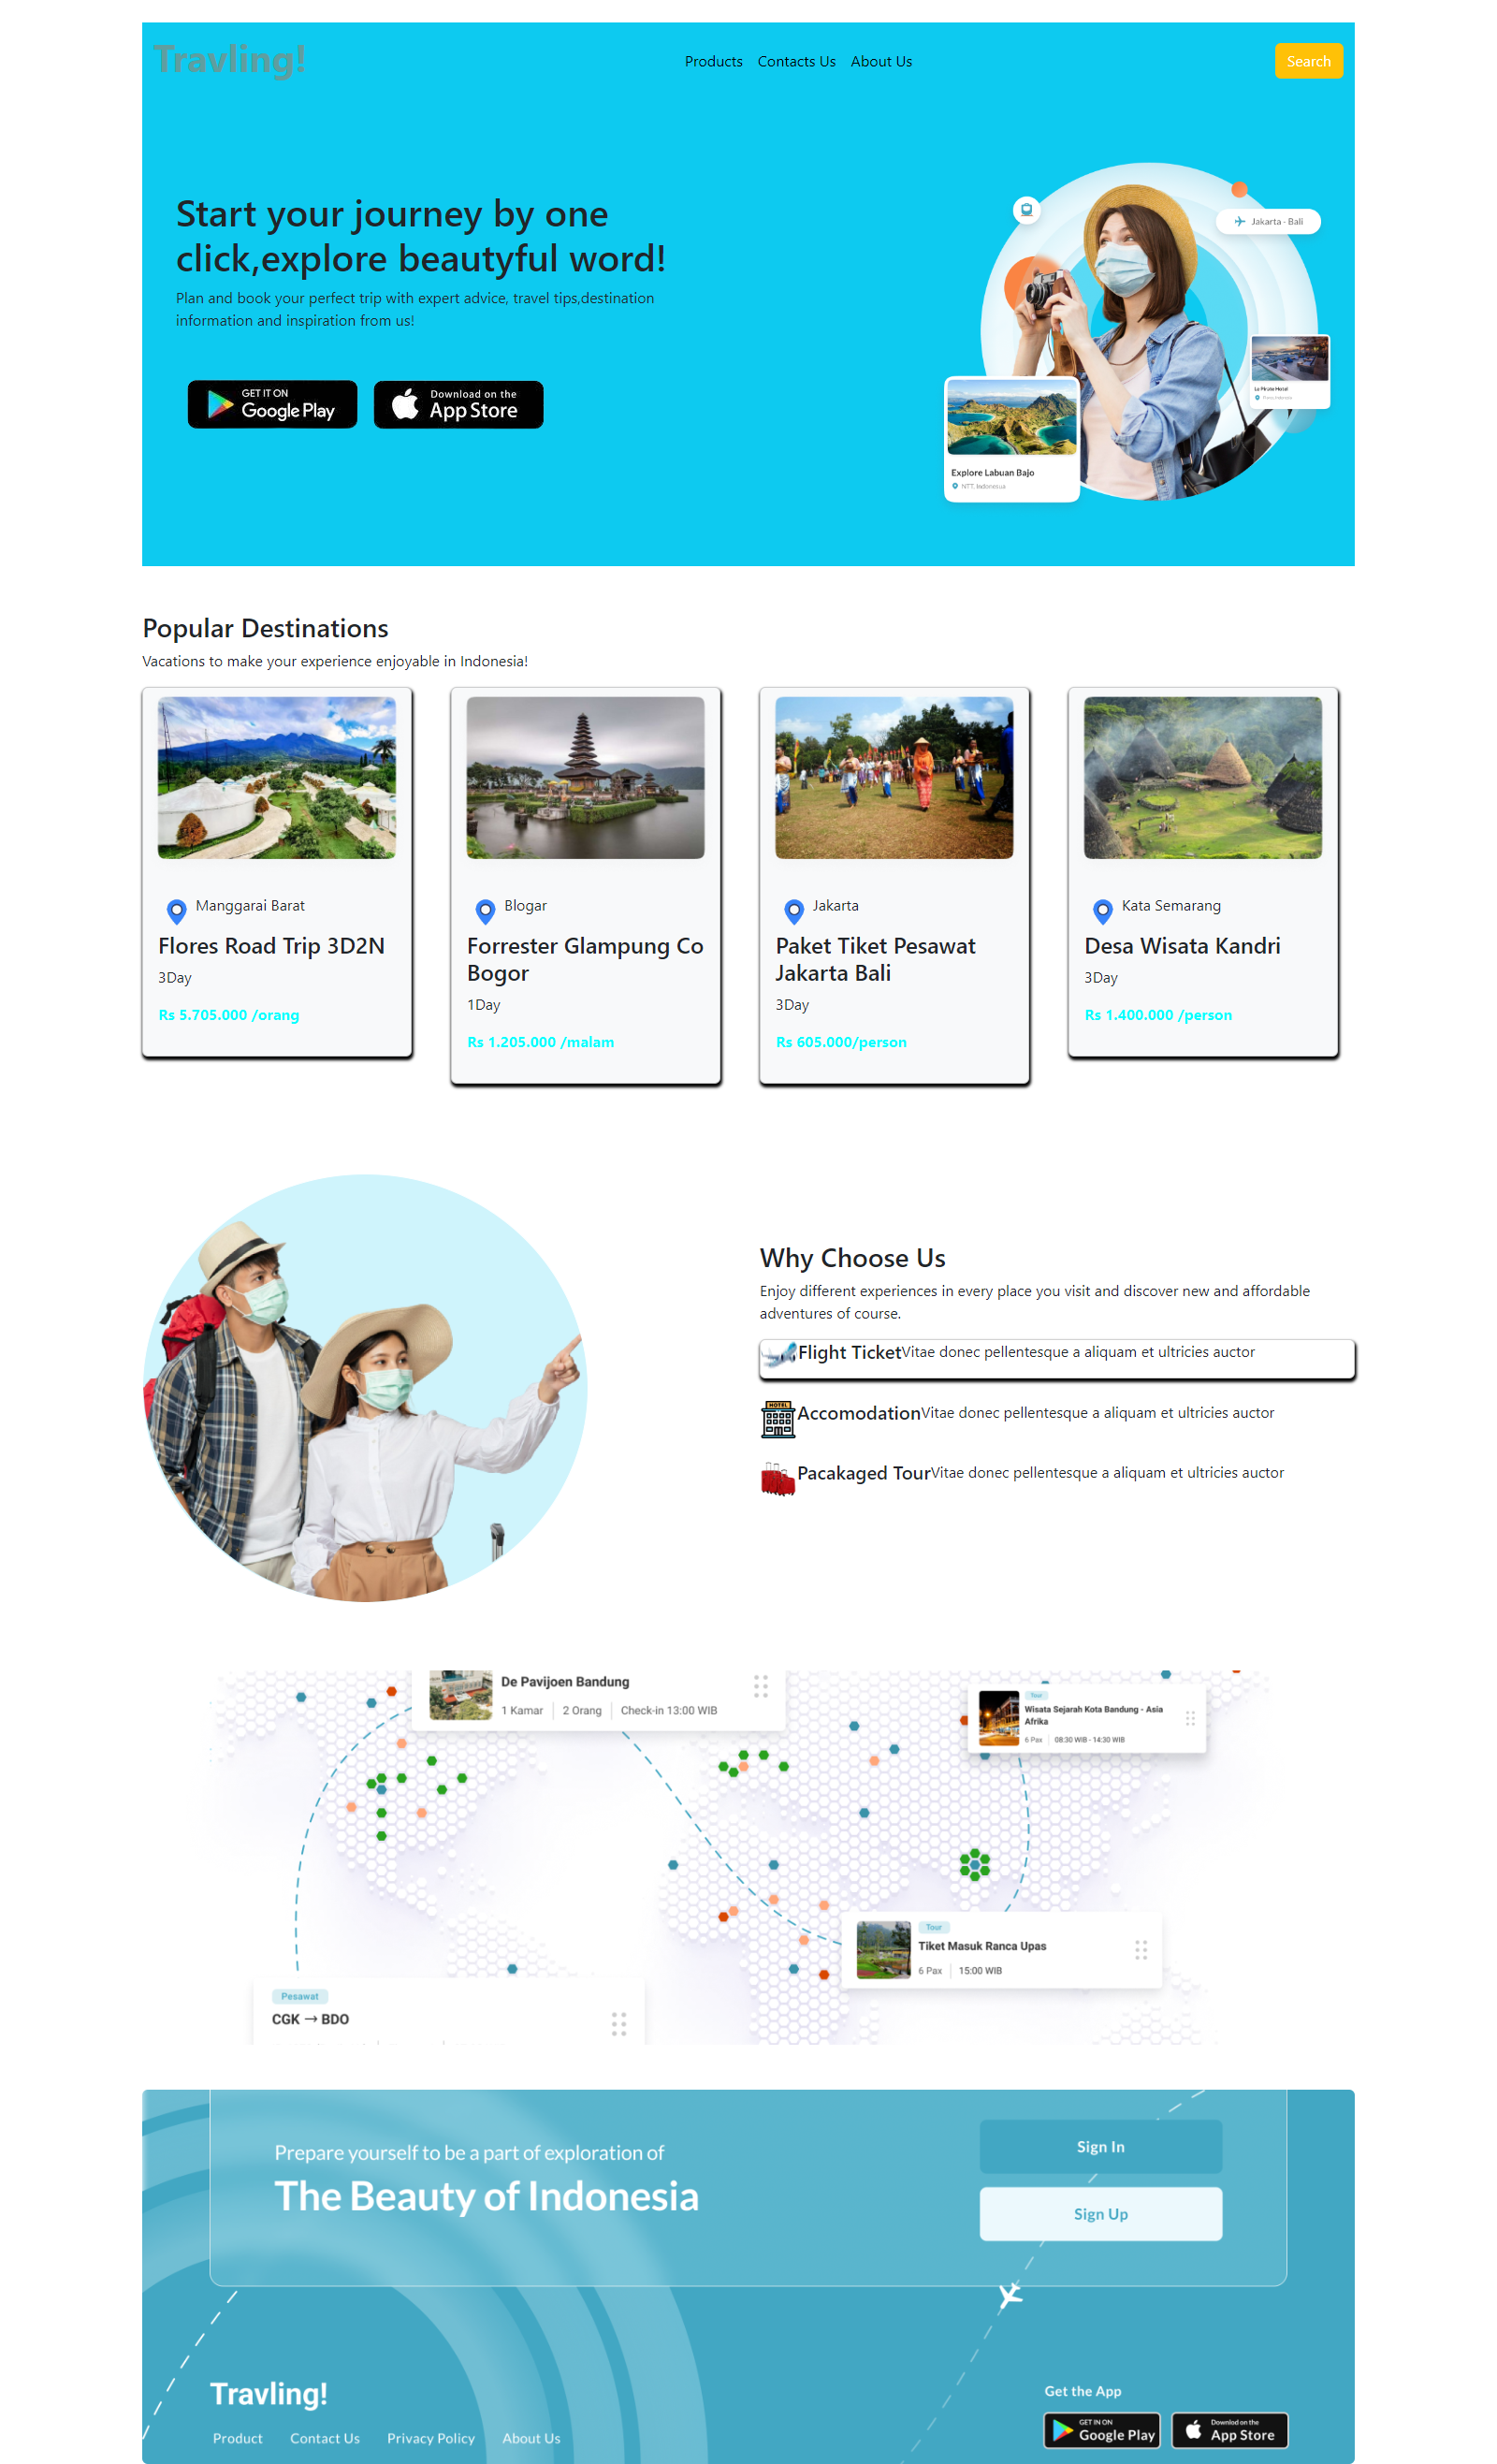 Travling!
Products Contacts Us About Us
Search
Start your journey by one
click,explore beautyful word!
Plan and book your perfect trip with expert advice, travel tips,destination
information and inspiration from us!
GET IT ON
Google Play
Download on the
App Store
Jakarta - Bali
Le Pirate Hotel
Explore Labuan Bajo
NTT, Indonesia
Popular Destinations
Vacations to make your experience enjoyable in Indonesia!
Manggarai Barat
Flores Road Trip 3D2N
3Day
Rs 5.705.000 /orang
Blogar
Forrester Glampung Co
Bogor
1Day
Rs 1.205.000 /malam
Jakarta
Paket Tiket Pesawat
Jakarta Bali
3Day
Rs 605.000/person
Kata Semarang
Desa Wisata Kandri
3Day
Rs 1.400.000 /person
Why Choose Us
Enjoy different experiences in every place you visit and discover new and affordable
adventures of course.
Flight TicketVitae donec pellentesque a aliquam et ultricies auctor
HOTEL
AccomodationVitae donec pellentesque a aliquam et ultricies auctor
Pacakaged TourVitae donec pellentesque a aliquam et ultricies auctor
De Pavijoen Bandung
1 Kamar 2 Orang Check-in 13:00 WIB
Tour
Wisata Sejarah Kota Bandung - Asia
Afrika
6 Pax 08:30 WIB - 14:30 WIB
Tour
Tiket Masuk Ranca Upas
6 Pax 15:00 WIB
Pesawat
CGK → BDO
Prepare yourself to be a part of exploration of
The Beauty of Indonesia
Sign In
Sign Up
Travling!
Product Contact Us Privacy Policy About Us
Get the App
GET IN ON
Google Play
Downlod on the
App Store